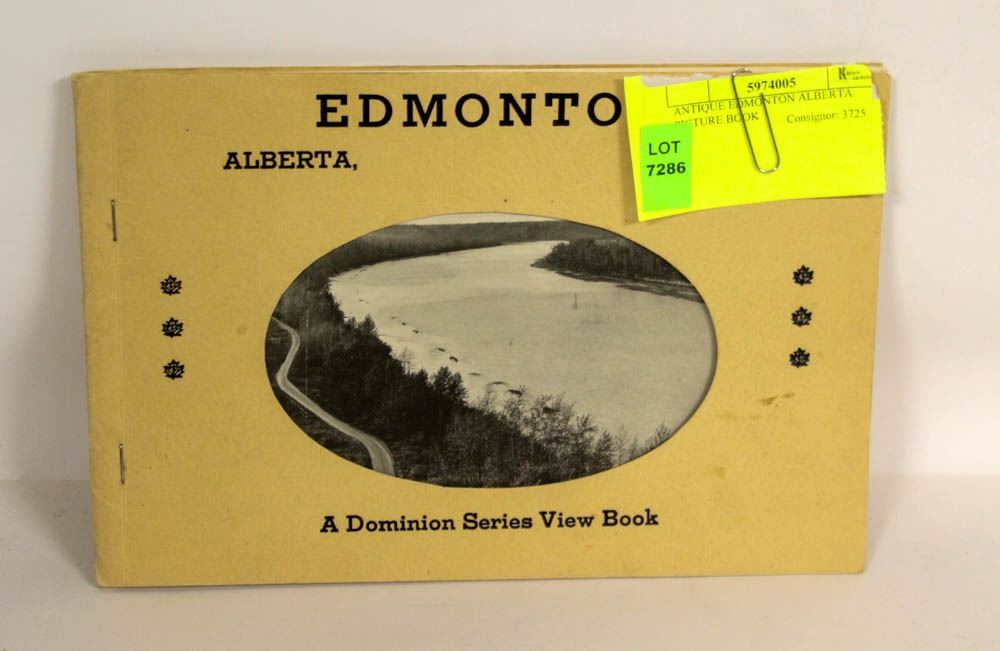 EDMONTO
ALBERTA,
5974005
ANTIQUE EDMONTON ALBERTA
PICTURE BOOK Consignor: 3725
LOT
7286
A Dominion Series View Book